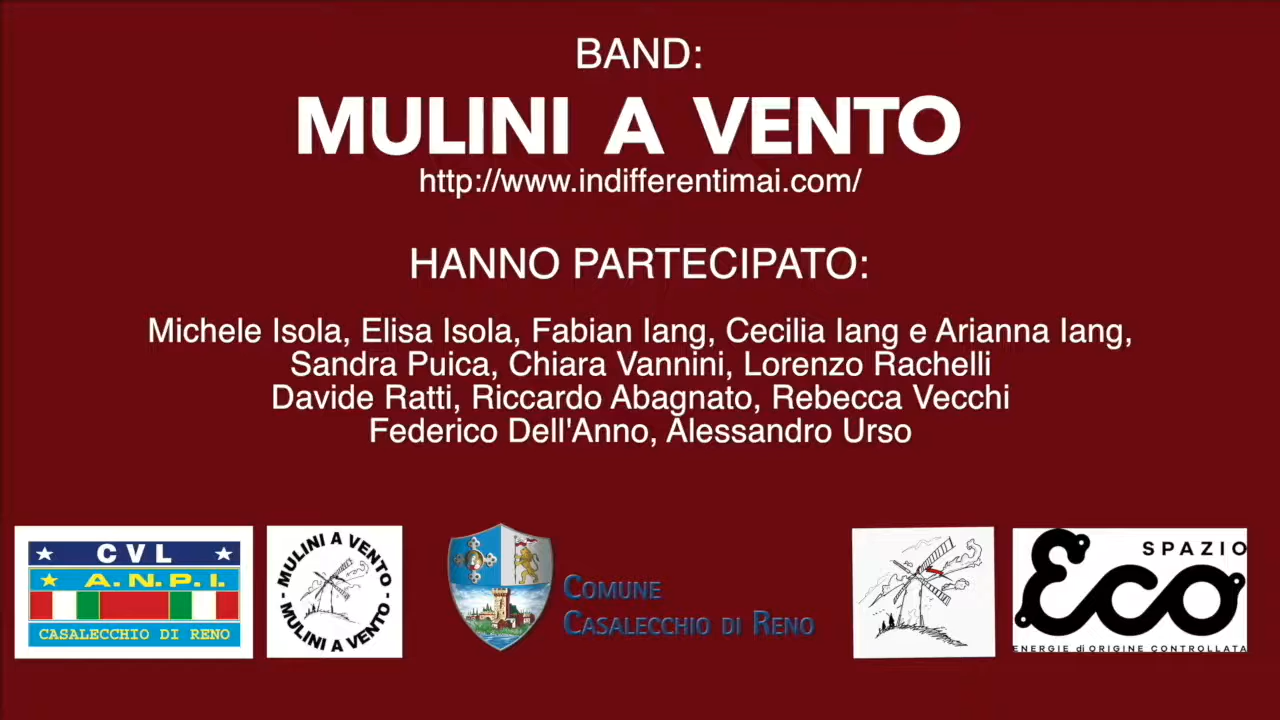 BAND:
MULINI A VENTO
http://www.indifferentimai.com/
HANNO PARTECIPATO:
Michele Isola, Elisa Isola, Fabian Iang, Cecilia Iang e Arianna Iang,
Sandra Puica, Chiara Vannini, Lorenzo Rachelli
Davide Ratti, Riccardo Abagnato, Rebecca Vecchi
Federico Dell'Anno, Alessandro Urso
CVL
A.N.P.I.
CASALECCHIO DI RENO
MULINI A VENTO -
MULINI A VENTO -
COMUNE
CASALECCHIO DI RENO
SPAZIO
Eco
ENERGIE di ORIGINE CONTROLLATA